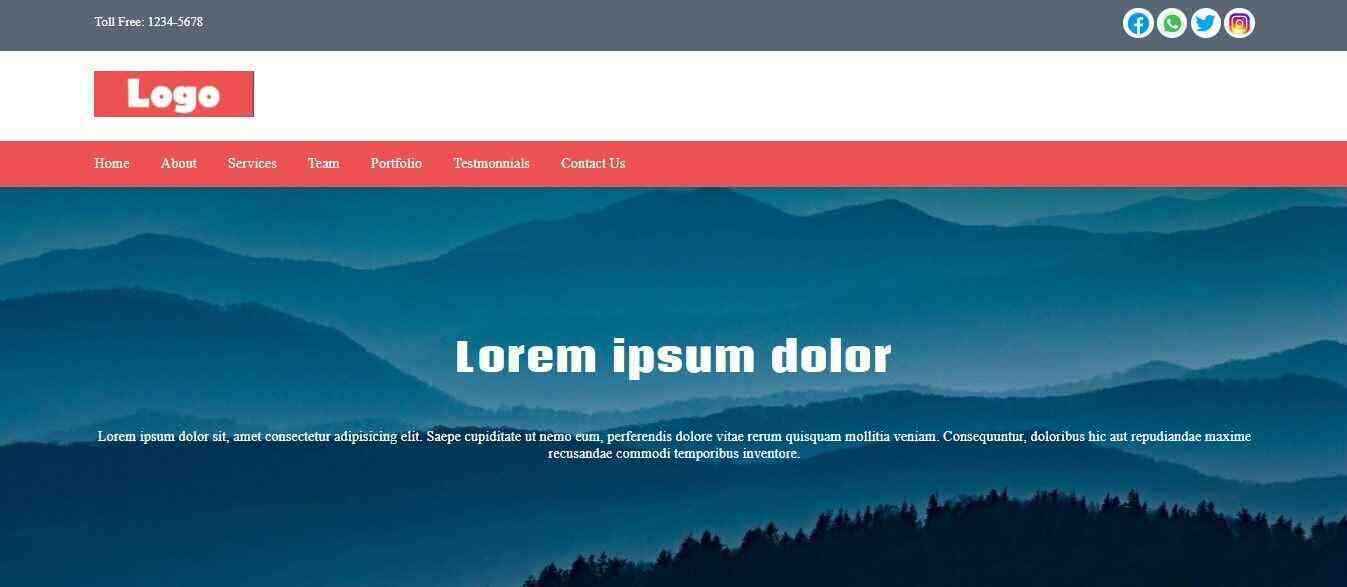 Toll Free: 1234-5678
Logo
Home About Services Team Portfolio Testmonnials Contact Us
Lorem ipsum dolor
Lorem ipsum dolor sit, amet consectetur adipisicing elit. Saepe cupiditate ut nemo eum, perferendis dolore vitae rerum quisquam mollitia veniam. Consequuntur, doloribus hic aut repudiandae maxime
recusandae commodi temporibus inventore.